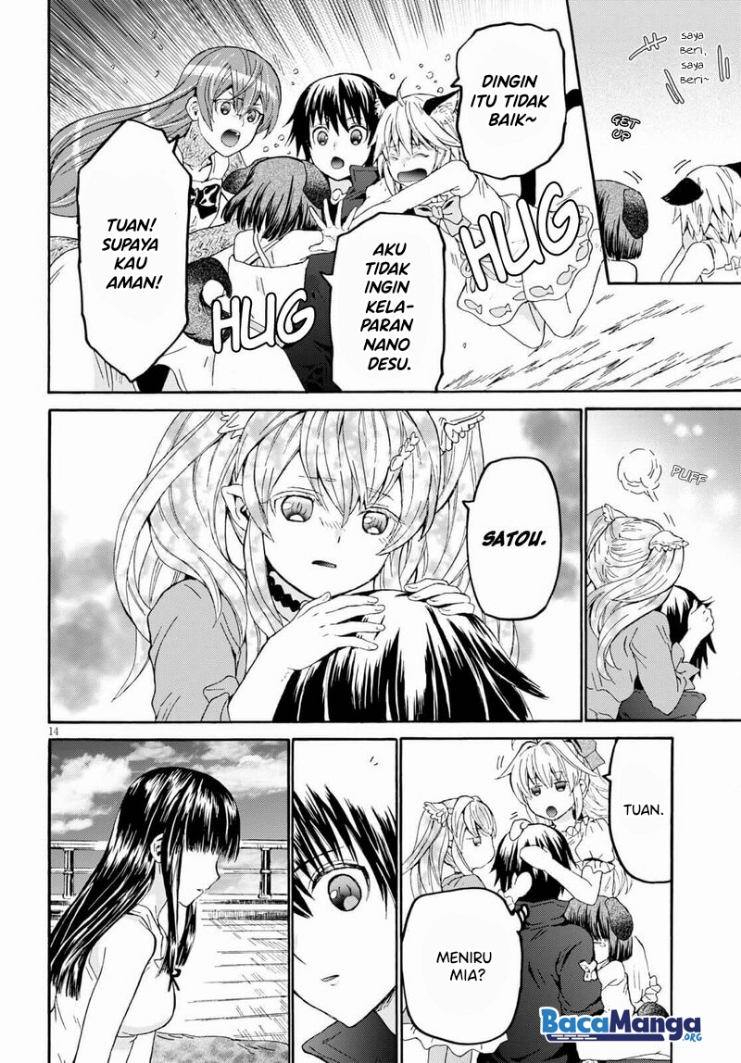 saya
beri,
saya
beri~
GET
UP
DINGIN
ITU TIDAK
BAIK~
HUG
TUAN!
SUPAYA
KAU
AMAN!
AKU
TIDAK
INGIN
KELA-
PARAN
NANO
DESU.
HUG
PUFF
SATOU.
14
TUAN.
MENIRU
MIA?
BacaManga
.ORG